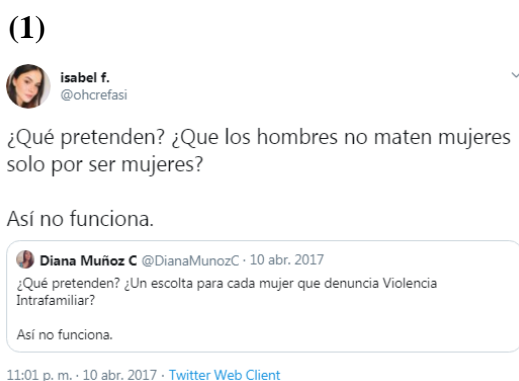 (1)
isabel f.
@ohcrefasi
¿Qué pretenden? ¿Que los hombres no maten mujeres
solo por ser mujeres?
Así no funciona.
Diana Muñoz C @DianaMunozC · 10 abr. 2017
¿Qué pretenden? ¿Un escolta para cada mujer que denuncia Violencia
Intrafamiliar?
Así no funciona.
11:01 p. m. · 10 abr. 2017 · Twitter Web Client